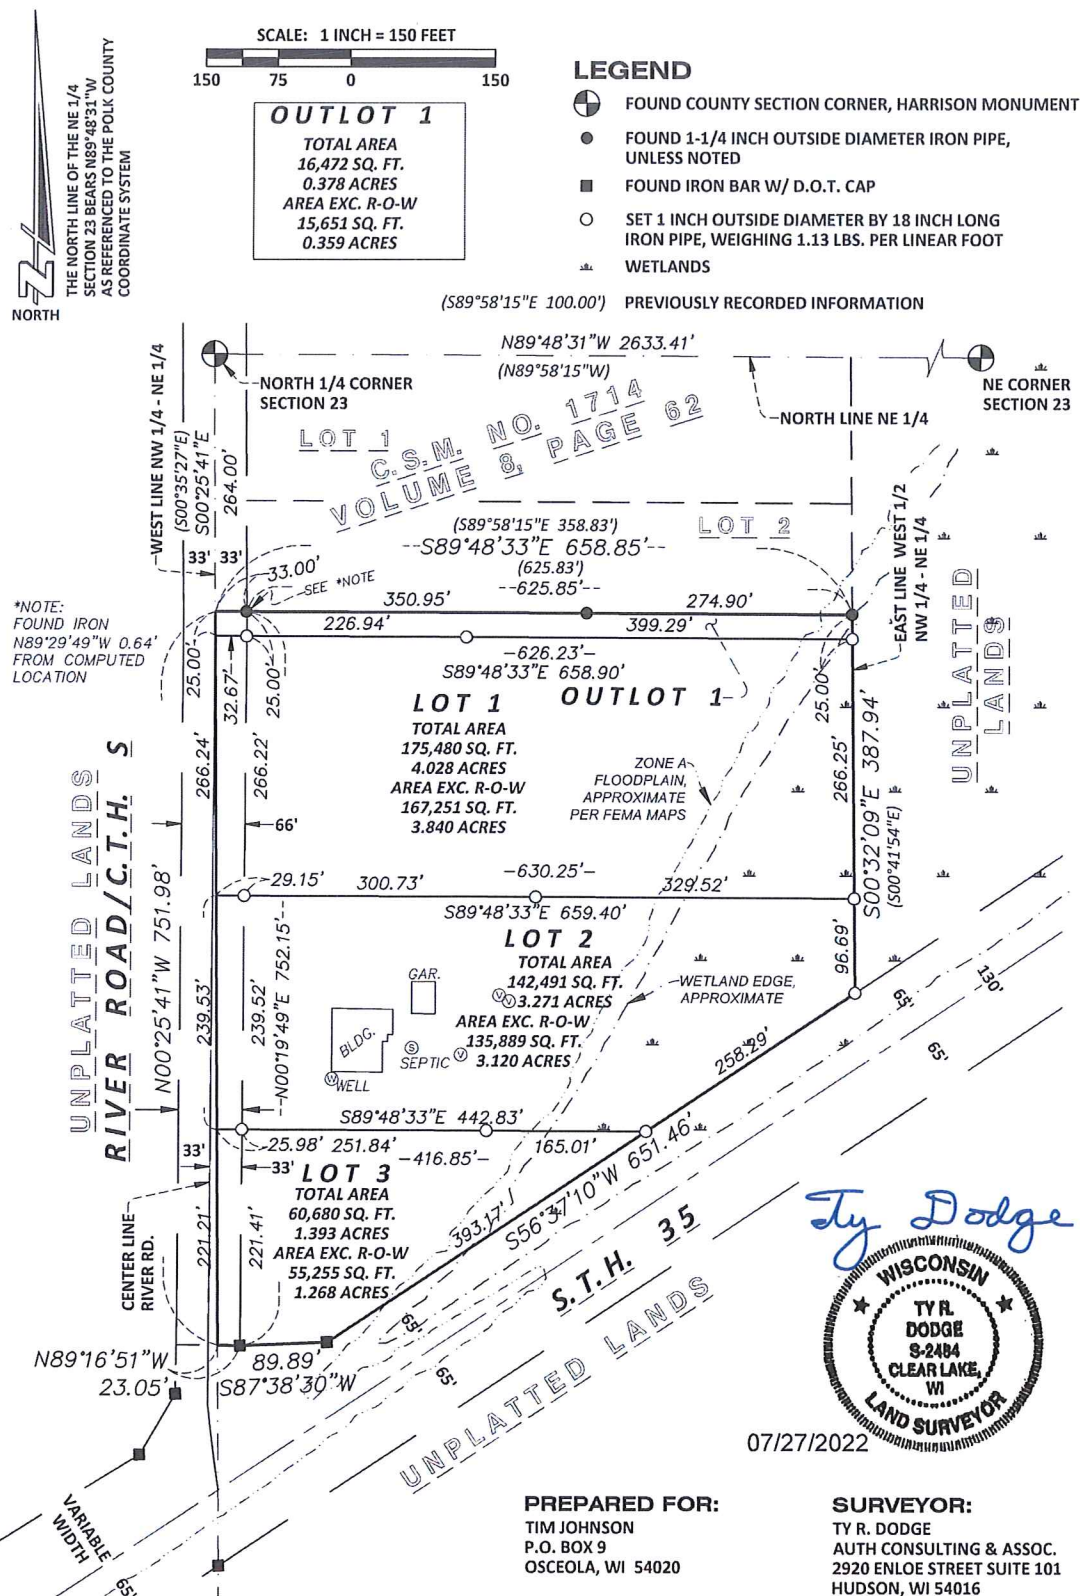 SCALE: 1 INCH = 150 FEET
150 75 0 150
THE NORTH LINE OF THE NE 1/4
SECTION 23 BEARS N89°48'31"W
AS REFERENCED TO THE POLK COUNTY
COORDINATE SYSTEM
NORTH
OUTLOT 1
TOTAL AREA
16,472 SQ. FT.
0.378 ACRES
AREA EXC. R-O-W
15,651 SQ. FT.
0.359 ACRES
LEGEND
FOUND COUNTY SECTION CORNER, HARRISON MONUMENT
FOUND 1-1/4 INCH OUTSIDE DIAMETER IRON PIPE,
UNLESS NOTED
FOUND IRON BAR W/ D.O.T. CAP
SET 1 INCH OUTSIDE DIAMETER BY 18 INCH LONG
IRON PIPE, WEIGHING 1.13 LBS. PER LINEAR FOOT
WETLANDS
(S89°58'15"E 100.00') PREVIOUSLY RECORDED INFORMATION
N89°48'31"W 2633.41'
(N89°58'15"W)
NORTH 1/4 CORNER
SECTION 23
NE CORNER
SECTION 23
NORTH LINE NE 1/4
WEST LINE NW 1/4 - NE 1/4
(S00°35'27"E)
S00°25'41"E
264.00'
LOT 1
C.S.M. NO. 1714
VOLUME 8, PAGE 62
LOT 2
(S89°58'15"E 358.83')
S89°48'33"E 658.85'
(625.83')
625.85'
33' 33'
33.00'
SEE *NOTE
350.95'
274.90'
*NOTE:
FOUND IRON
N89°29'49"W 0.64'
FROM COMPUTED
LOCATION
226.94'
399.29'
626.23'
S89°48'33"E 658.90'
25.00'
32.67'
25.00'
25.00'
OUTLOT 1
EAST LINE WEST 1/2
NW 1/4 - NE 1/4
UNPLATTED
LANDS
LOT 1
TOTAL AREA
175,480 SQ. FT.
4.028 ACRES
AREA EXC. R-O-W
167,251 SQ. FT.
3.840 ACRES
ZONE A
FLOODPLAIN,
APPROXIMATE
PER FEMA MAPS
266.24'
266.22'
266.25'
S00°32'09"E 387.94'
(S00°41'54"E)
66'
UNPLATTED LANDS
RIVER ROAD/C.T.H. S
N00°25'41"W 751.98'
29.15'
300.73'
630.25'
329.52'
S89°48'33"E 659.40'
LOT 2
TOTAL AREA
142,491 SQ. FT.
3.271 ACRES
AREA EXC. R-O-W
135,889 SQ. FT.
3.120 ACRES
GAR.
BLDG.
S
SEPTIC
V
V
V
W
WELL
WETLAND EDGE,
APPROXIMATE
96.69'
239.53'
239.52'
N00°19'49"E 752.15'
258.29'
65'
130'
65'
S89°48'33"E 442.83'
25.98' 251.84'
416.85'
165.01'
33'
33'
LOT 3
TOTAL AREA
60,680 SQ. FT.
1.393 ACRES
AREA EXC. R-O-W
55,255 SQ. FT.
1.268 ACRES
221.21'
221.41'
CENTER LINE
RIVER RD.
393.17'
S56°37'10"W 651.46'
S.T.H. 35
UNPLATTED LANDS
65'
65'
N89°16'51"W
23.05'
89.89'
S87°38'30"W
VARIABLE
WIDTH
65'
Ty Dodge
WISCONSIN
TY R.
DODGE
S-2484
CLEAR LAKE,
WI
LAND SURVEYOR
07/27/2022
PREPARED FOR:
TIM JOHNSON
P.O. BOX 9
OSCEOLA, WI 54020
SURVEYOR:
TY R. DODGE
AUTH CONSULTING & ASSOC.
2920 ENLOE STREET SUITE 101
HUDSON, WI 54016